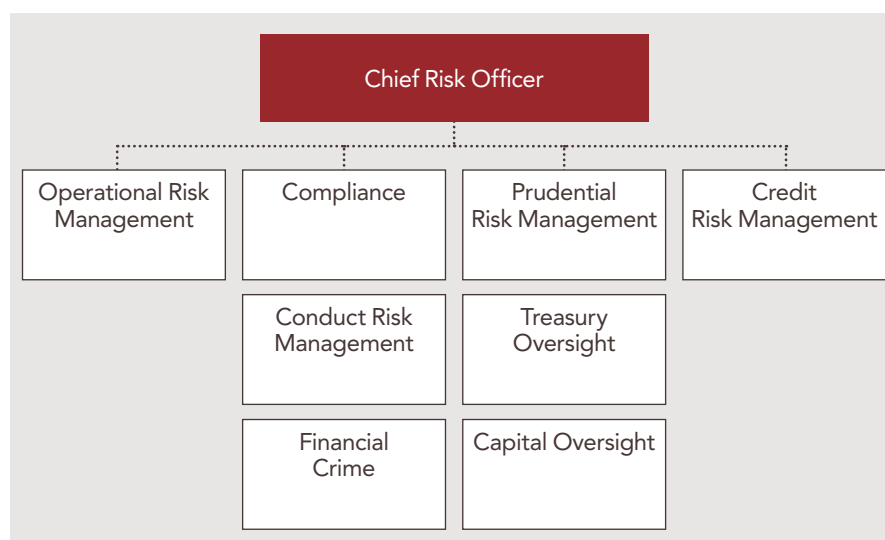 Chief Risk Officer
Operational Risk
Management
Compliance
Prudential
Risk Management
Credit
Risk Management
Conduct Risk
Management
Treasury
Oversight
Financial
Crime
Capital Oversight